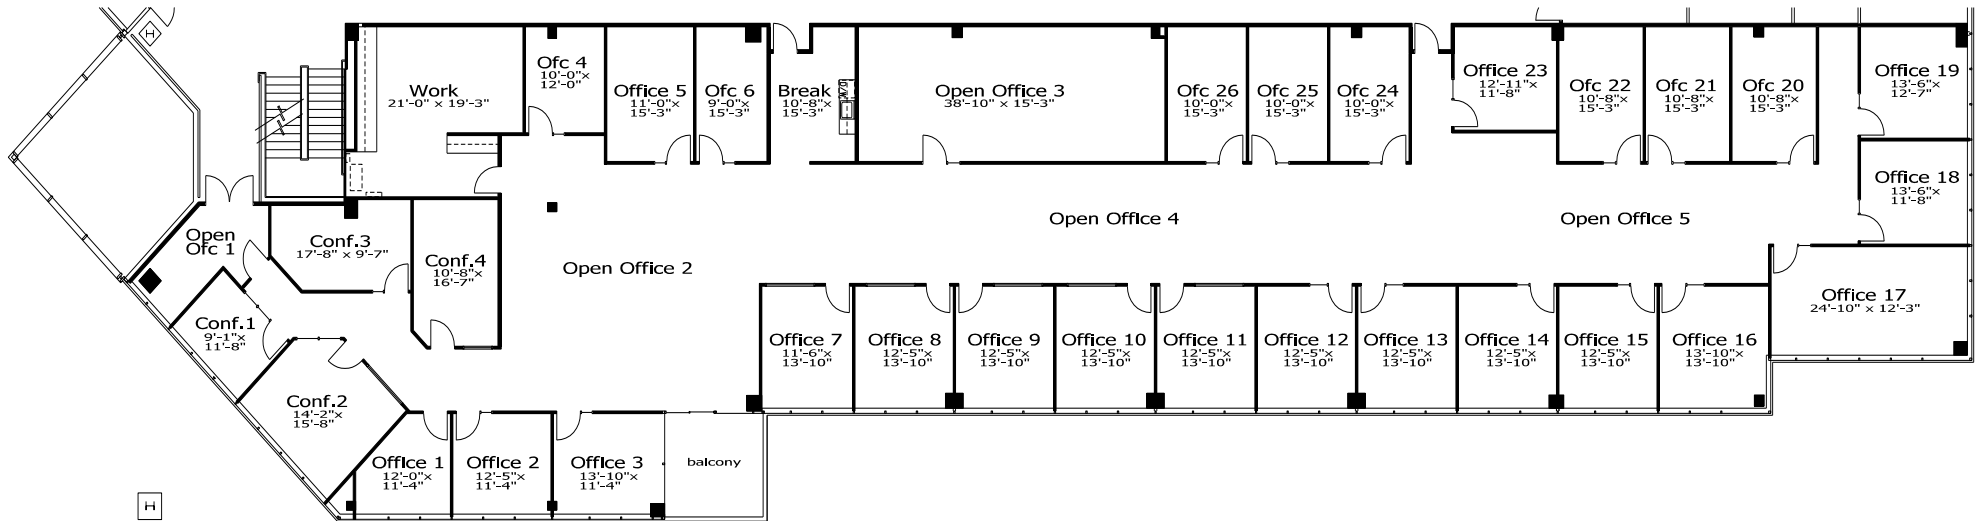 H
Work
21'-0" x 19'-3"
Ofc 4
10'-0"x
12'-0"
Office 5
11'-0"x
15'-3"
Ofc 6
9'-0"x
15'-3"
Break
10'-8"x
15'-3"
Open Office 3
38'-10" x 15'-3"
Ofc 26
10'-0"x
15'-3"
Ofc 25
10'-0"x
15'-3"
Ofc 24
10'-0"x
15'-3"
Office 23
12'-11"x
11'-8"
Ofc 22
10'-8"x
15'-3"
Ofc 21
10'-8"x
15'-3"
Ofc 20
10'-8"x
15'-3"
Office 19
13'-6"x
12'-7"
Office 18
13'-6"x
11'-8"
Open
Ofc 1
Conf.3
17'-8" x 9'-7"
Conf.4
10'-8"x
16'-7"
Open Office 2
Open Office 4
Open Office 5
Office 17
24'-10" x 12'-3"
Conf.1
9'-1"x
11'-8"
Office 7
11'-6"x
13'-10"
Office 8
12'-5"x
13'-10"
Office 9
12'-5"x
13'-10"
Office 10
12'-5"x
13'-10"
Office 11
12'-5"x
13'-10"
Office 12
12'-5"x
13'-10"
Office 13
12'-5"x
13'-10"
Office 14
12'-5"x
13'-10"
Office 15
12'-5"x
13'-10"
Office 16
13'-10"x
13'-10"
Conf.2
14'-2"x
15'-8"
Office 1
12'-0"x
11'-4"
Office 2
12'-5"x
11'-4"
Office 3
13'-10"x
11'-4"
balcony
H